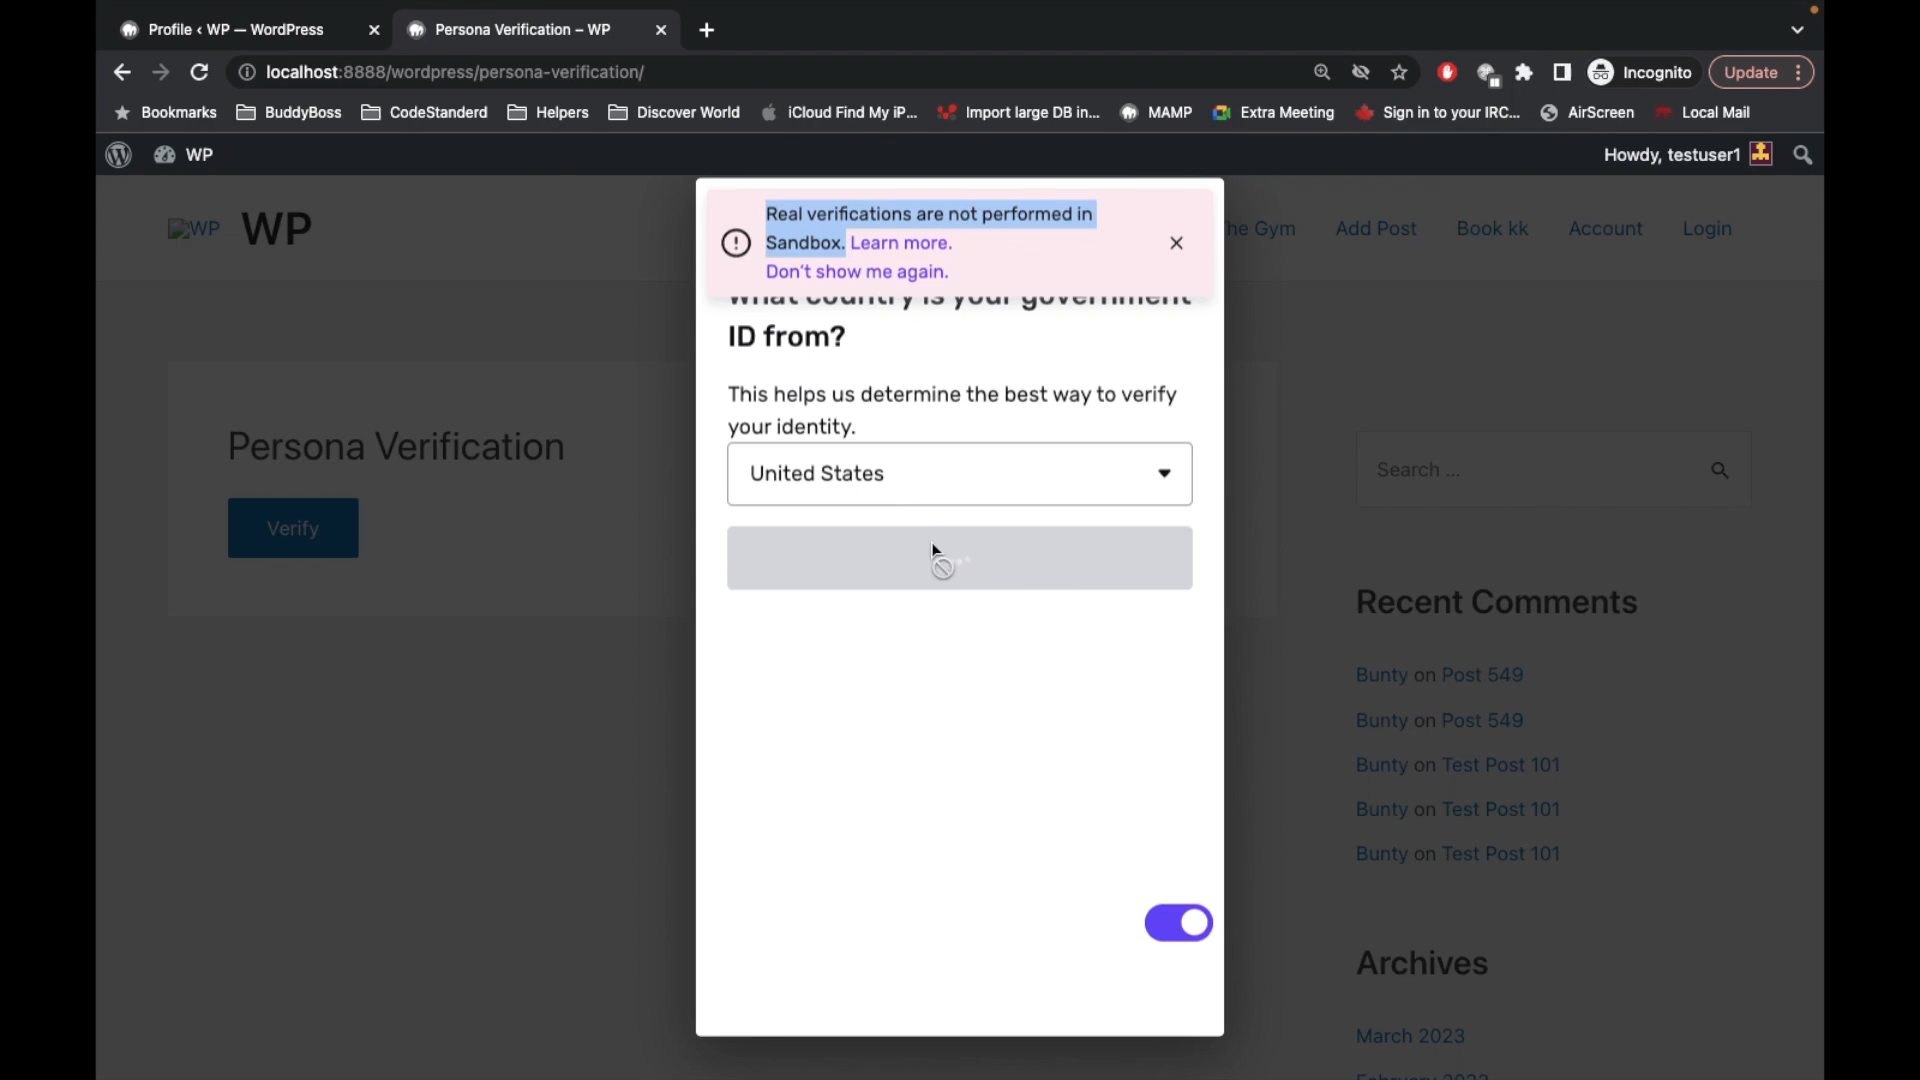 Profile ‹ WP — WordPress
Persona Verification – WP
localhost:8888/wordpress/persona-verification/
Incognito
Update
Bookmarks
BuddyBoss
CodeStanderd
Helpers
Discover World
iCloud Find My iP...
Import large DB in...
MAMP
Extra Meeting
Sign in to your IRC...
AirScreen
Local Mail
WP
Howdy, testuser1
WP
WP
he Gym
Add Post
Book kk
Account
Login
Real verifications are not performed in
Sandbox. Learn more.
Don't show me again.
What country is your government
ID from?
This helps us determine the best way to verify
your identity.
United States
Persona Verification
Verify
Search ...
Recent Comments
Bunty on Post 549
Bunty on Post 549
Bunty on Test Post 101
Bunty on Test Post 101
Bunty on Test Post 101
Archives
March 2023
February 2023